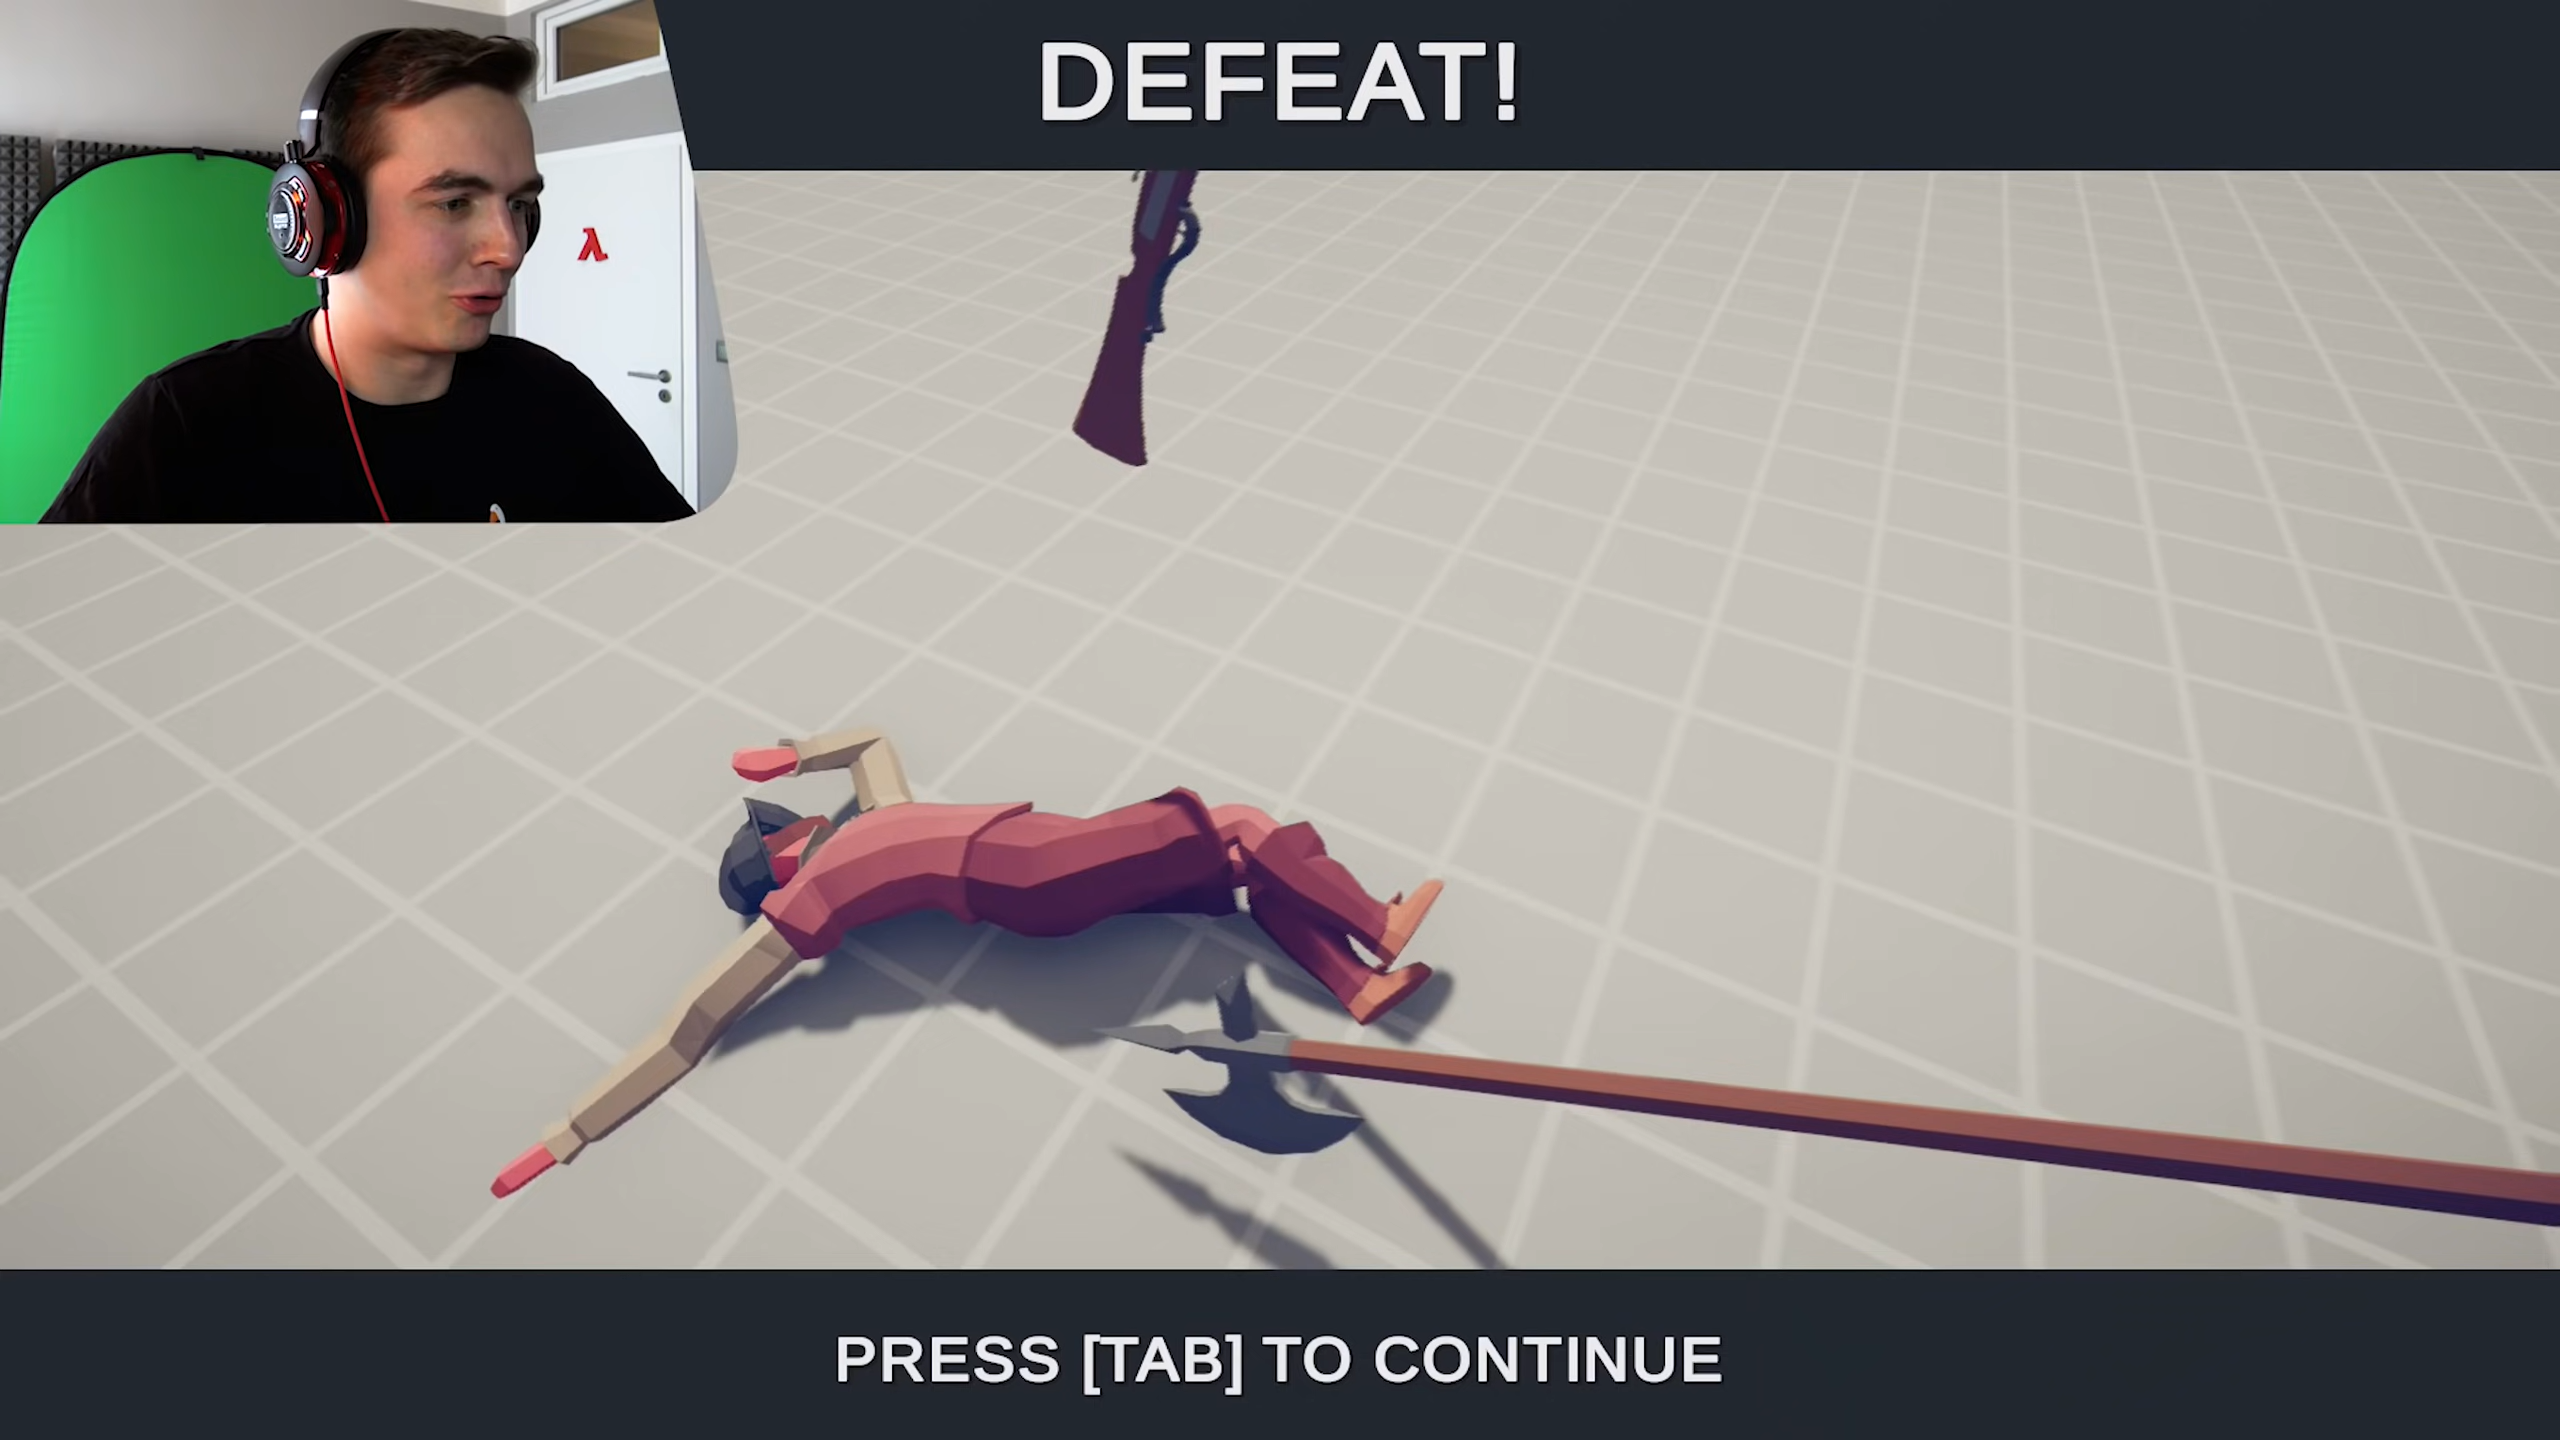 DEFEAT!
λ
PRESS [TAB] TO CONTINUE